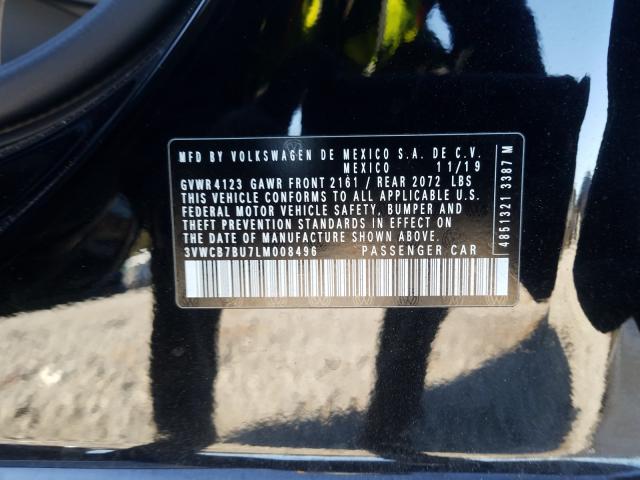 MFD BY VOLKSWAGEN DE MEXICO S.A. DE C.V.
MEXICO 11/19
GVWR 4123 GAWR FRONT 2161 / REAR 2072 LBS
THIS VEHICLE CONFORMS TO ALL APPLICABLE U.S.
FEDERAL MOTOR VEHICLE SAFETY, BUMPER AND
THEFT PREVENTION STANDARDS IN EFFECT ON
THE DATE OF MANUFACTURE SHOWN ABOVE.
3VWCB7BU7LM008496 PASSENGER CAR
4851321 3387 M